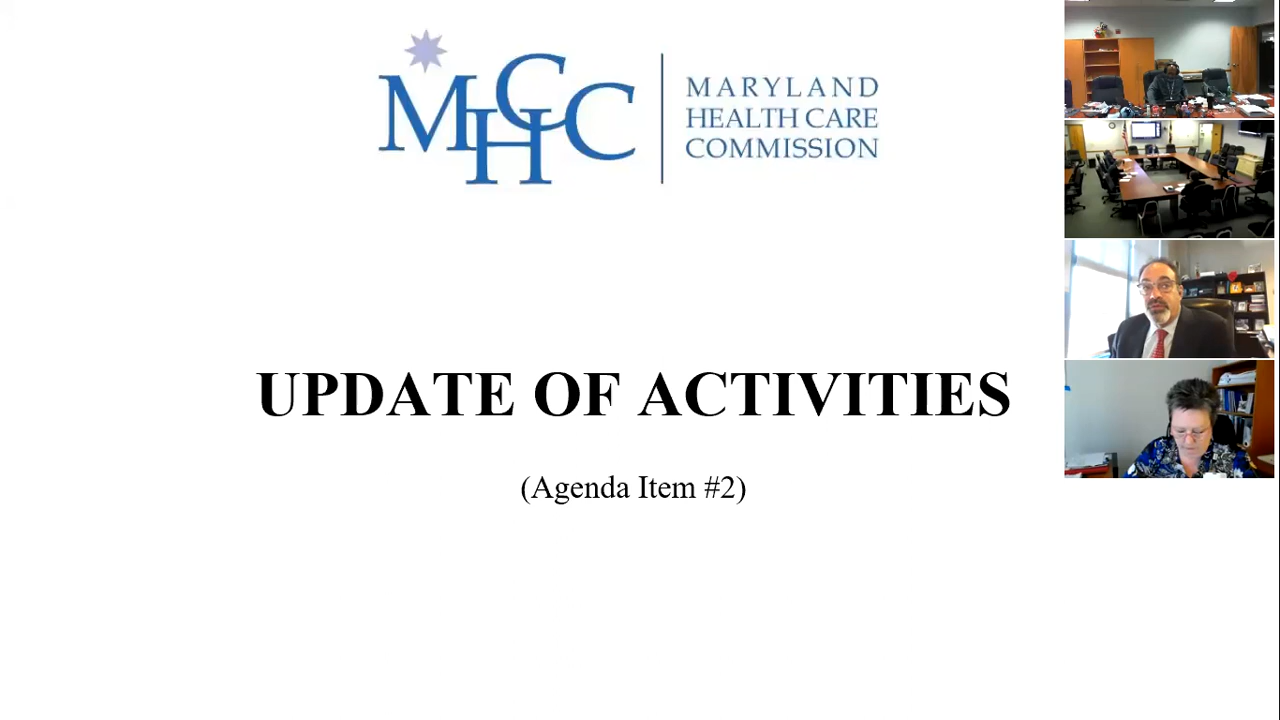 MHCC
MARYLAND
HEALTH CARE
COMMISSION
UPDATE OF ACTIVITIES
(Agenda Item #2)